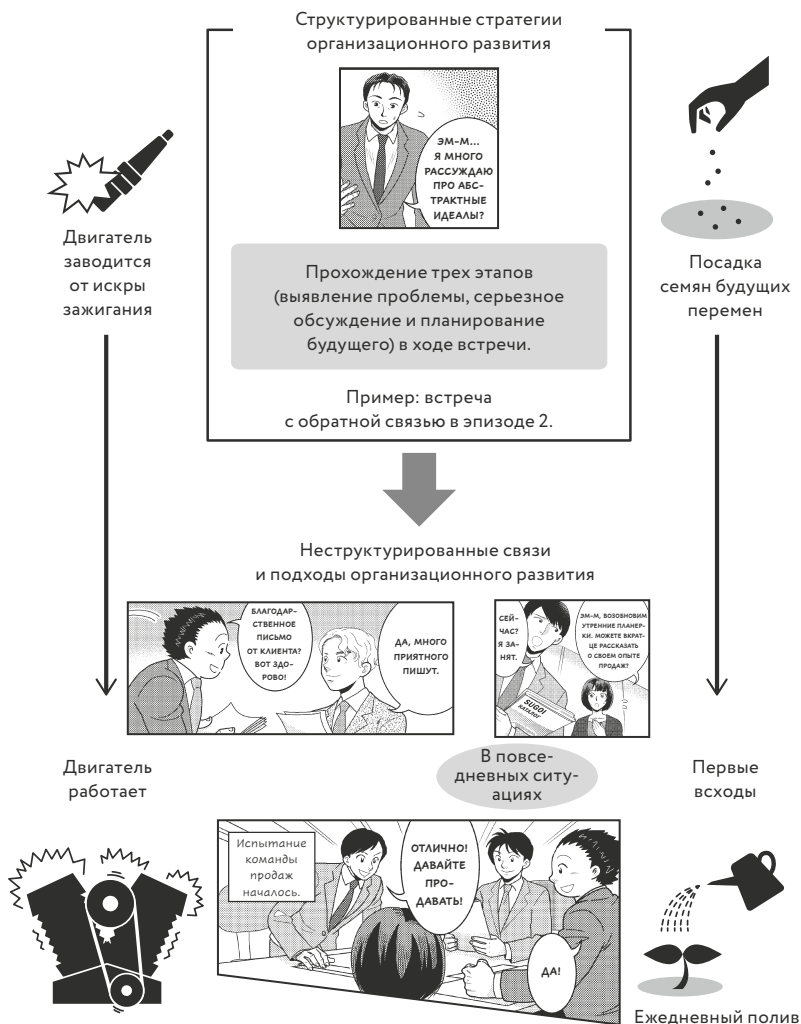 Структурированные стратегии
организационного развития
ЭМ-М...
Я МНОГО
РАССУЖДАЮ
ПРО АБС-
ТРАКТНЫЕ
ИДЕАЛЫ?
Двигатель
заводится
от искры
зажигания
Прохождение трех этапов
(выявление проблемы, серьезное
обсуждение и планирование
будущего) в ходе встречи.
Посадка
семян будущих
перемен
Пример: встреча
с обратной связью в эпизоде 2.
Неструктурированные связи
и подходы организационного развития
БЛАГОДАР-
СТВЕННОЕ
ПИСЬМО
ОТ КЛИЕНТА?
ВОТ ЗДО-
РОВО!
ДА, МНОГО
ПРИЯТНОГО
ПИШУТ.
СЕЙ-
ЧАС?
Я ЗА-
НЯТ.
ЭМ-М, ВОЗОБНОВИМ
УТРЕННИЕ ПЛАНЕР-
КИ. МОЖЕТЕ ВКРАТ-
ЦЕ РАССКАЗАТЬ
О СВОЕМ ОПЫТЕ
ПРОДАЖ?
SUGOI
КАТАЛОГ
Двигатель
работает
В повсе-
дневных ситу-
ациях
Первые
всходы
Испытание
команды
продаж
началось.
ОТЛИЧНО!
ДАВАЙТЕ
ПРО-
ДАВАТЬ!
ДА!
Ежедневный полив